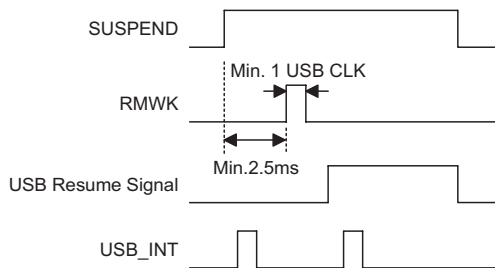 SUSPEND
Min. 1 USB CLK
RMWK
Min.2.5ms
USB Resume Signal
USB_INT